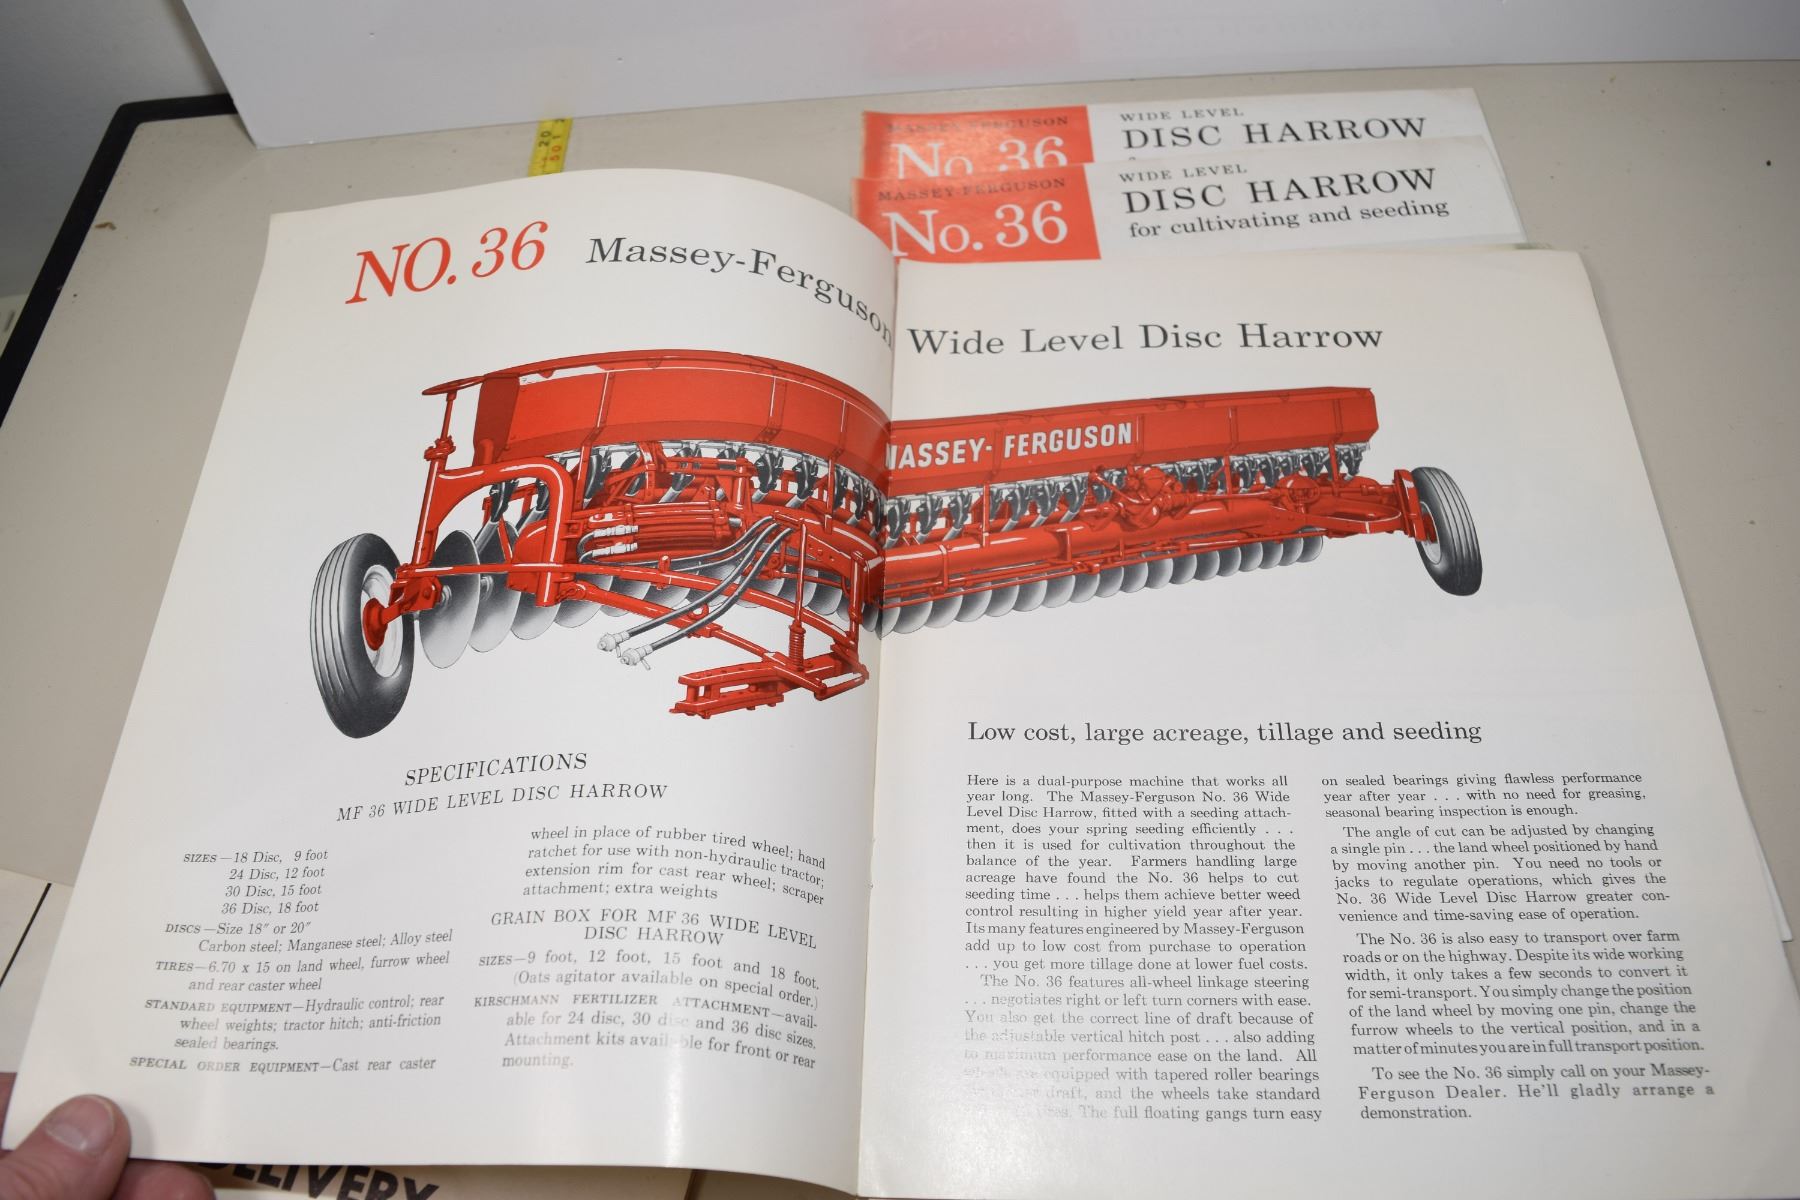 20
MASSEY-FERGUSON
No. 36
WIDE LEVEL
DISC HARROW
MASSEY-FERGUSON
No. 36
WIDE LEVEL
DISC HARROW
for cultivating and seeding
NO. 36 Massey-Ferguson Wide Level Disc Harrow
MASSEY-FERGUSON
SPECIFICATIONS
MF 36 WIDE LEVEL DISC HARROW
SIZES—18 Disc, 9 foot
24 Disc, 12 foot
30 Disc, 15 foot
36 Disc, 18 foot
DISCS—Size 18″ or 20″
Carbon steel; Manganese steel; Alloy steel
TIRES—6.70 x 15 on land wheel, furrow wheel
and rear caster wheel
STANDARD EQUIPMENT—Hydraulic control; rear
wheel weights; tractor hitch; anti-friction
sealed bearings.
SPECIAL ORDER EQUIPMENT—Cast rear caster
wheel in place of rubber tired wheel; hand
ratchet for use with non-hydraulic tractor;
extension rim for cast rear wheel; scraper
attachment; extra weights
GRAIN BOX FOR MF 36 WIDE LEVEL
DISC HARROW
SIZES—9 foot, 12 foot, 15 foot and 18 foot.
(Oats agitator available on special order.)
KIRSCHMANN FERTILIZER ATTACHMENT—avail-
able for 24 disc, 30 disc and 36 disc sizes.
Attachment kits available for front or rear
mounting.
Low cost, large acreage, tillage and seeding
Here is a dual-purpose machine that works all
year long. The Massey-Ferguson No. 36 Wide
Level Disc Harrow, fitted with a seeding attach-
ment, does your spring seeding efficiently . . .
then it is used for cultivation throughout the
balance of the year. Farmers handling large
acreage have found the No. 36 helps to cut
seeding time . . . helps them achieve better weed
control resulting in higher yield year after year.
Its many features engineered by Massey-Ferguson
add up to low cost from purchase to operation
. . . you get more tillage done at lower fuel costs.
The No. 36 features all-wheel linkage steering
. . . negotiates right or left turn corners with ease.
You also get the correct line of draft because of
the adjustable vertical hitch post . . . also adding
to maximum performance ease on the land. All
equipped with tapered roller bearings
draft, and the wheels take standard
The full floating gangs turn easy
on sealed bearings giving flawless performance
year after year . . . with no need for greasing,
seasonal bearing inspection is enough.
The angle of cut can be adjusted by changing
a single pin . . . the land wheel positioned by hand
by moving another pin. You need no tools or
jacks to regulate operations, which gives the
No. 36 Wide Level Disc Harrow greater con-
venience and time-saving ease of operation.
The No. 36 is also easy to transport over farm
roads or on the highway. Despite its wide working
width, it only takes a few seconds to convert it
for semi-transport. You simply change the position
of the land wheel by moving one pin, change the
furrow wheels to the vertical position, and in a
matter of minutes you are in full transport position.
To see the No. 36 simply call on your Massey-
Ferguson Dealer. He'll gladly arrange a
demonstration.